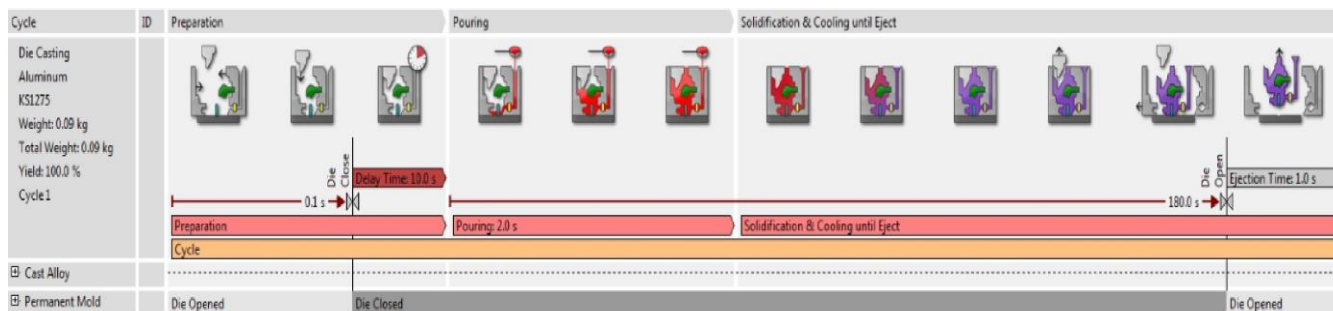 Cycle ID Preparation Pouring Solidification & Cooling until Eject
Die Casting
Aluminum
KS1275
Weight: 0.09 kg
Total Weight: 0.09 kg
Yield: 100.0 %
Cycle 1
Die
Close
Delay Time: 10.0 s
Die
Open
Ejection Time: 1.0 s
0.1 s
180.0 s
Preparation Pouring: 2.0 s Solidification & Cooling until Eject
Cycle
Cast Alloy
Permanent Mold Die Opened Die Closed Die Opened